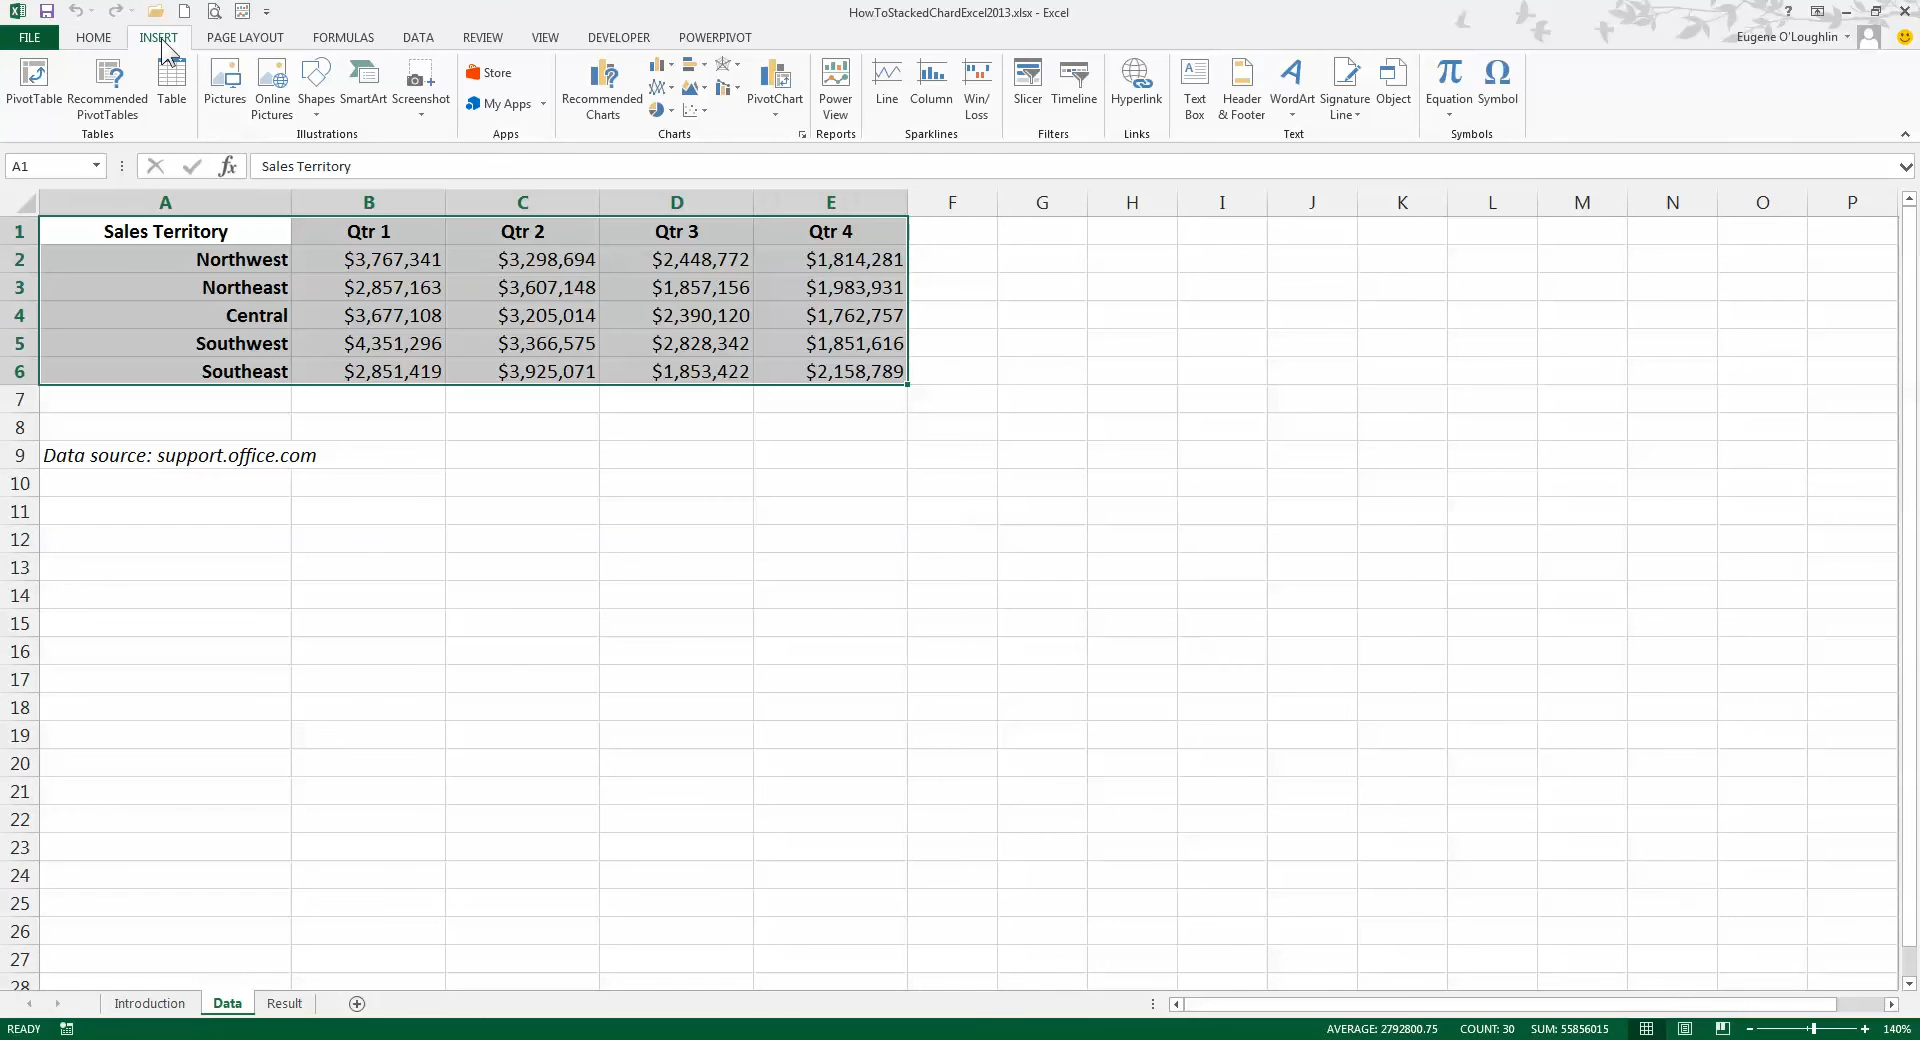 HowToStackedChardExcel2013.xlsx - Excel
?
FILE HOME INSERT PAGE LAYOUT FORMULAS DATA REVIEW VIEW DEVELOPER POWERPIVOT Eugene O'Loughlin
PivotTable Recommended PivotTables Table Pictures Online Pictures Shapes SmartArt Screenshot Store My Apps Recommended Charts PivotChart Power View Line Column Win/ Loss Slicer Timeline Hyperlink Text Box Header & Footer WordArt Signature Line Object Equation Symbol
Tables Illustrations Apps Charts Reports Sparklines Filters Links Text Symbols
A1 fx Sales Territory
A B C D E F G H I J K L M N O P
1 Sales Territory Qtr 1 Qtr 2 Qtr 3 Qtr 4
2 Northwest $3,767,341 $3,298,694 $2,448,772 $1,814,281
3 Northeast $2,857,163 $3,607,148 $1,857,156 $1,983,931
4 Central $3,677,108 $3,205,014 $2,390,120 $1,762,757
5 Southwest $4,351,296 $3,366,575 $2,828,342 $1,851,616
6 Southeast $2,851,419 $3,925,071 $1,853,422 $2,158,789
7
8
9 Data source: support.office.com
10
11
12
13
14
15
16
17
18
19
20
21
22
23
24
25
26
27
28
Introduction Data Result
READY AVERAGE: 2792800.75 COUNT: 30 SUM: 55856015 140%